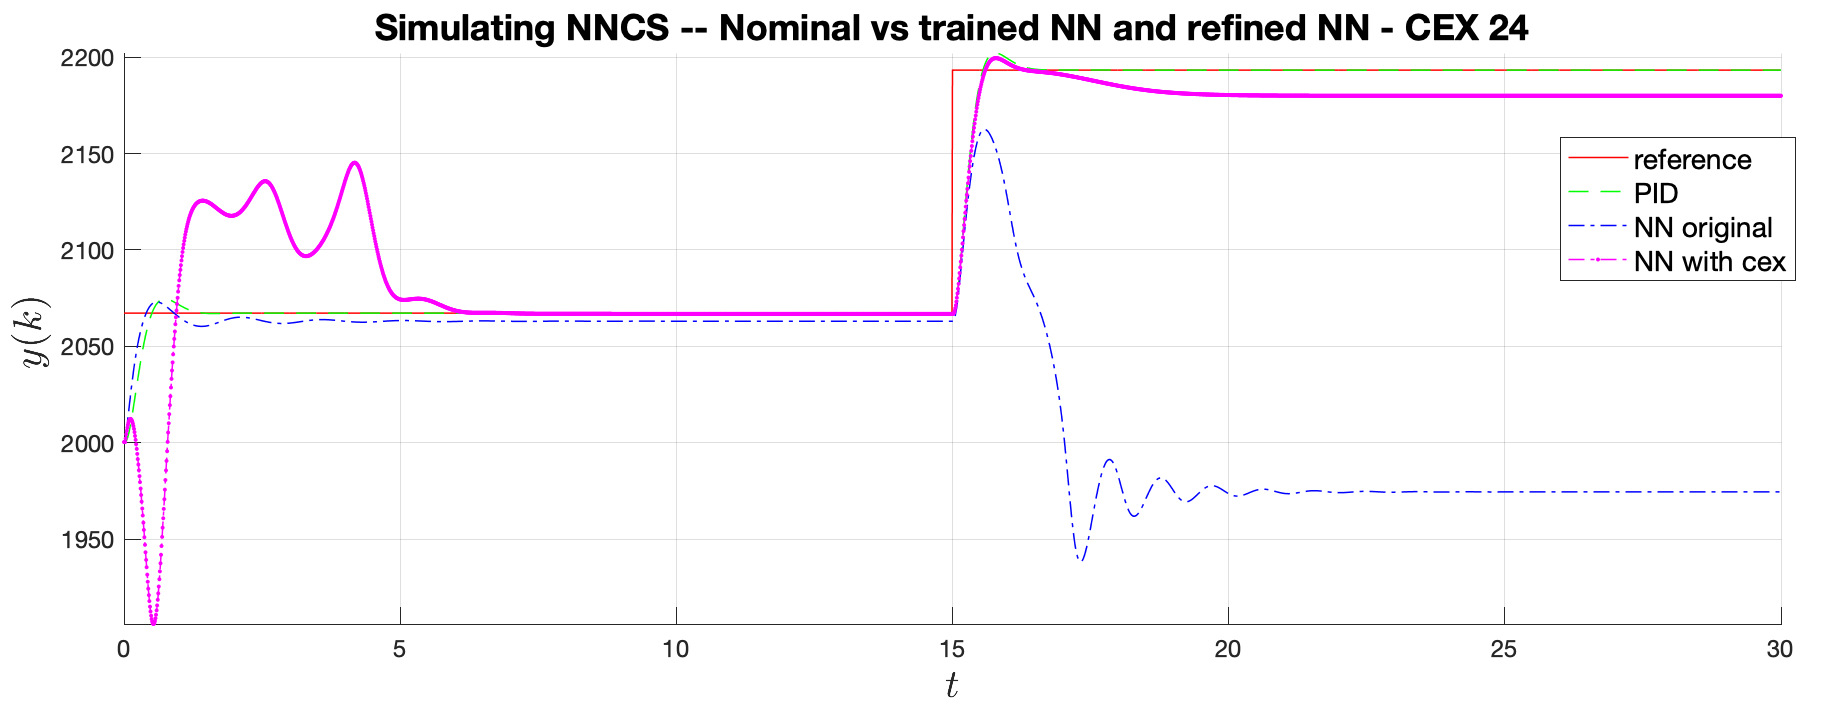 Simulating NNCS -- Nominal vs trained NN and refined NN - CEX 24
2200
2150
2100
2050
2000
1950
y(k)
reference
PID
NN original
NN with cex
0 5 10 15 20 25 30
t